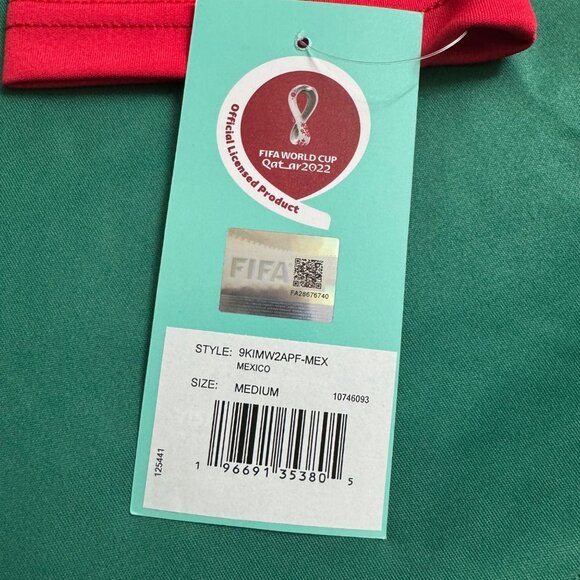 FIFA WORLD CUP
Qatar2022
Official Licensed Product
FIFA
FA26676740
STYLE: 9KIMW2APF-MEX
MEXICO
SIZE: MEDIUM 10746093
125441
1 96691 35380 5